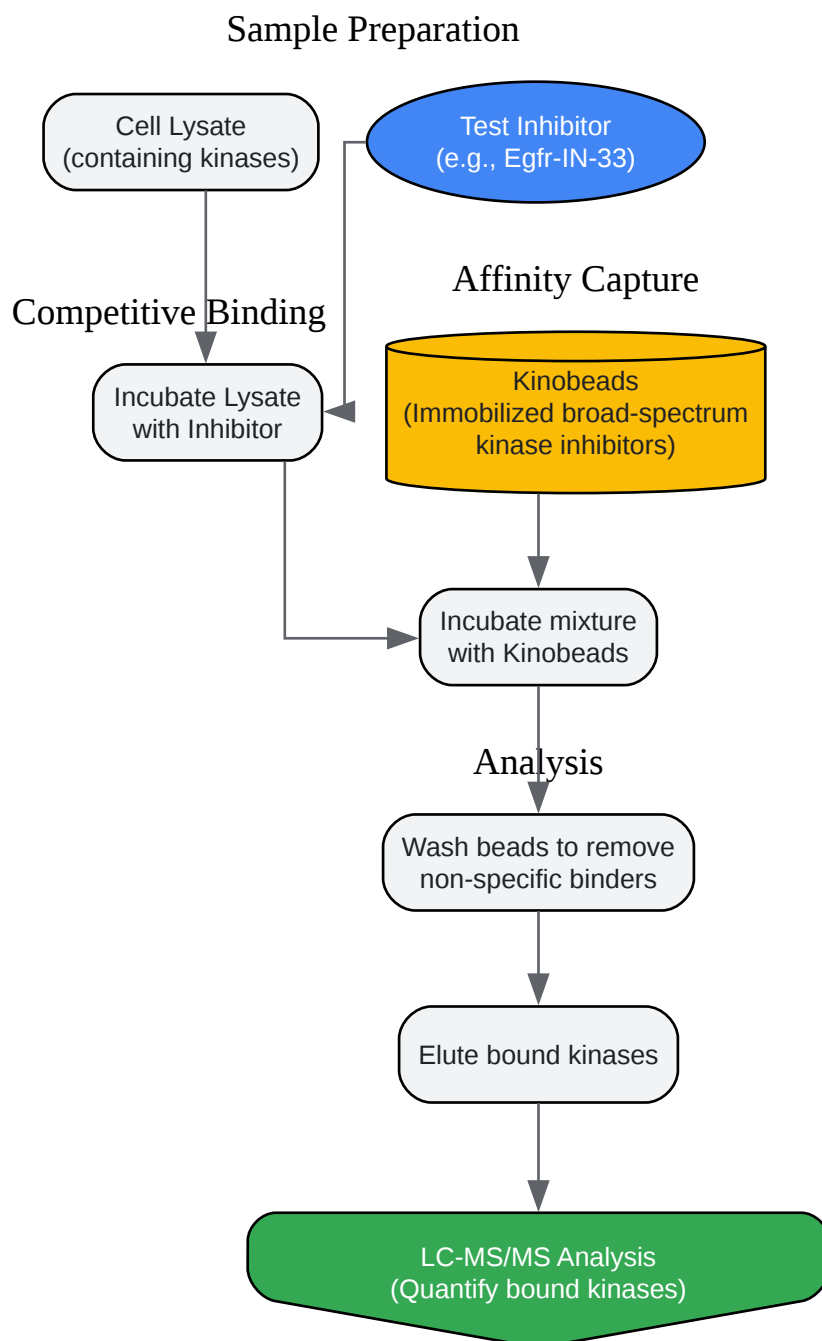 Sample Preparation
Cell Lysate
(containing kinases)
Test Inhibitor
(e.g., Egfr-IN-33)
Affinity Capture
Competitive Binding
Kinobeads
(Immobilized broad-spectrum
kinase inhibitors)
Incubate Lysate
with Inhibitor
Incubate mixture
with Kinobeads
Analysis
Wash beads to remove
non-specific binders
Elute bound kinases
LC-MS/MS Analysis
(Quantify bound kinases)